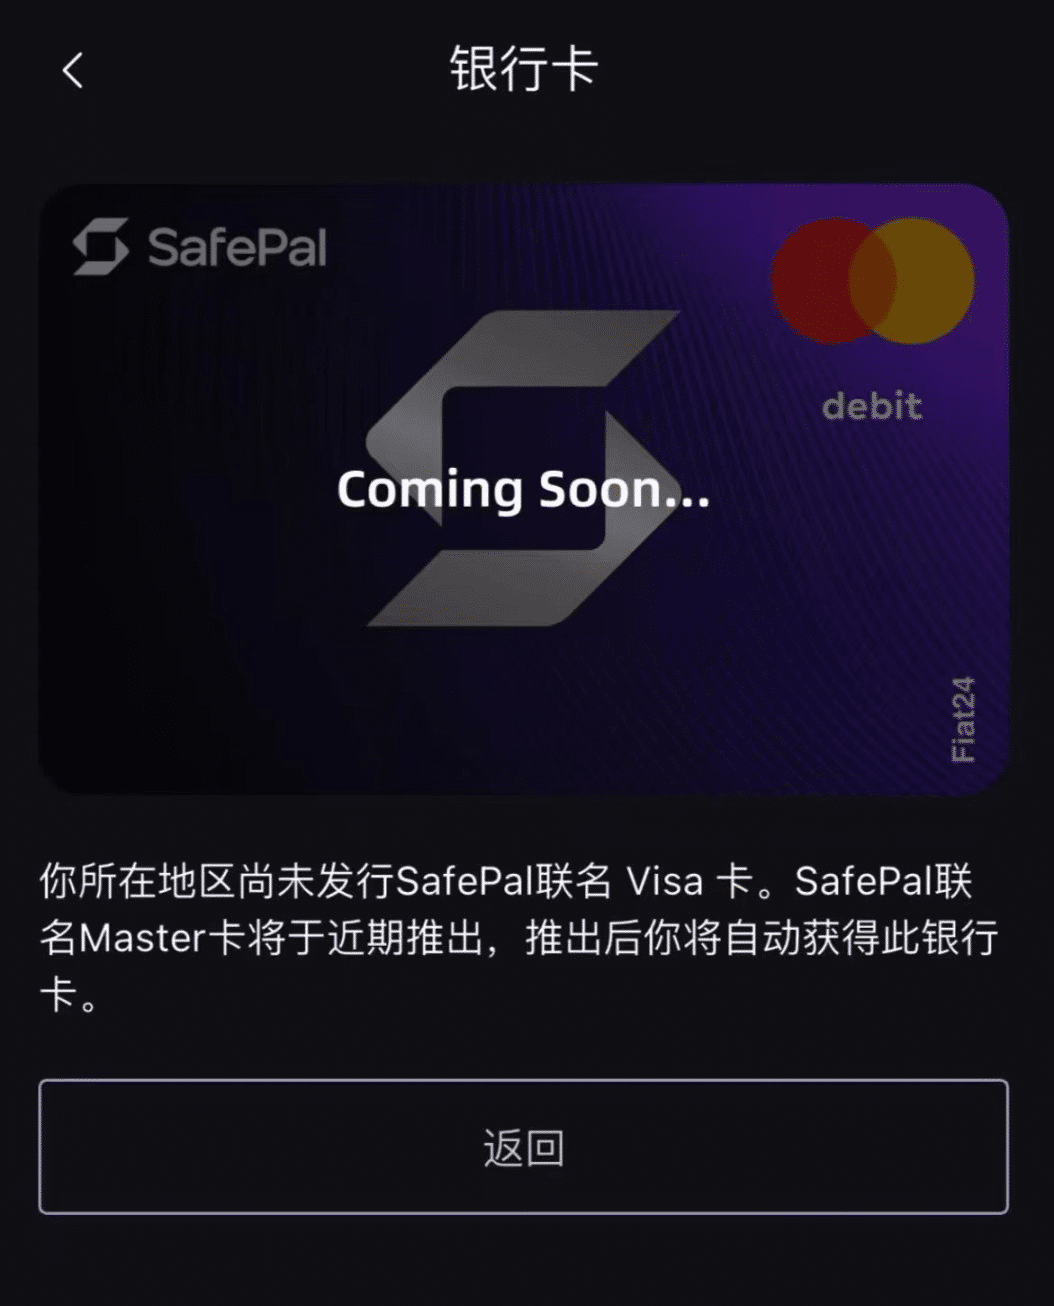 银行卡
SafePal
debit
Coming Soon...
Fiat24
你所在地区尚未发行SafePal联名 Visa 卡。SafePal联
名Master卡将于近期推出，推出后你将自动获得此银行
卡。
返回